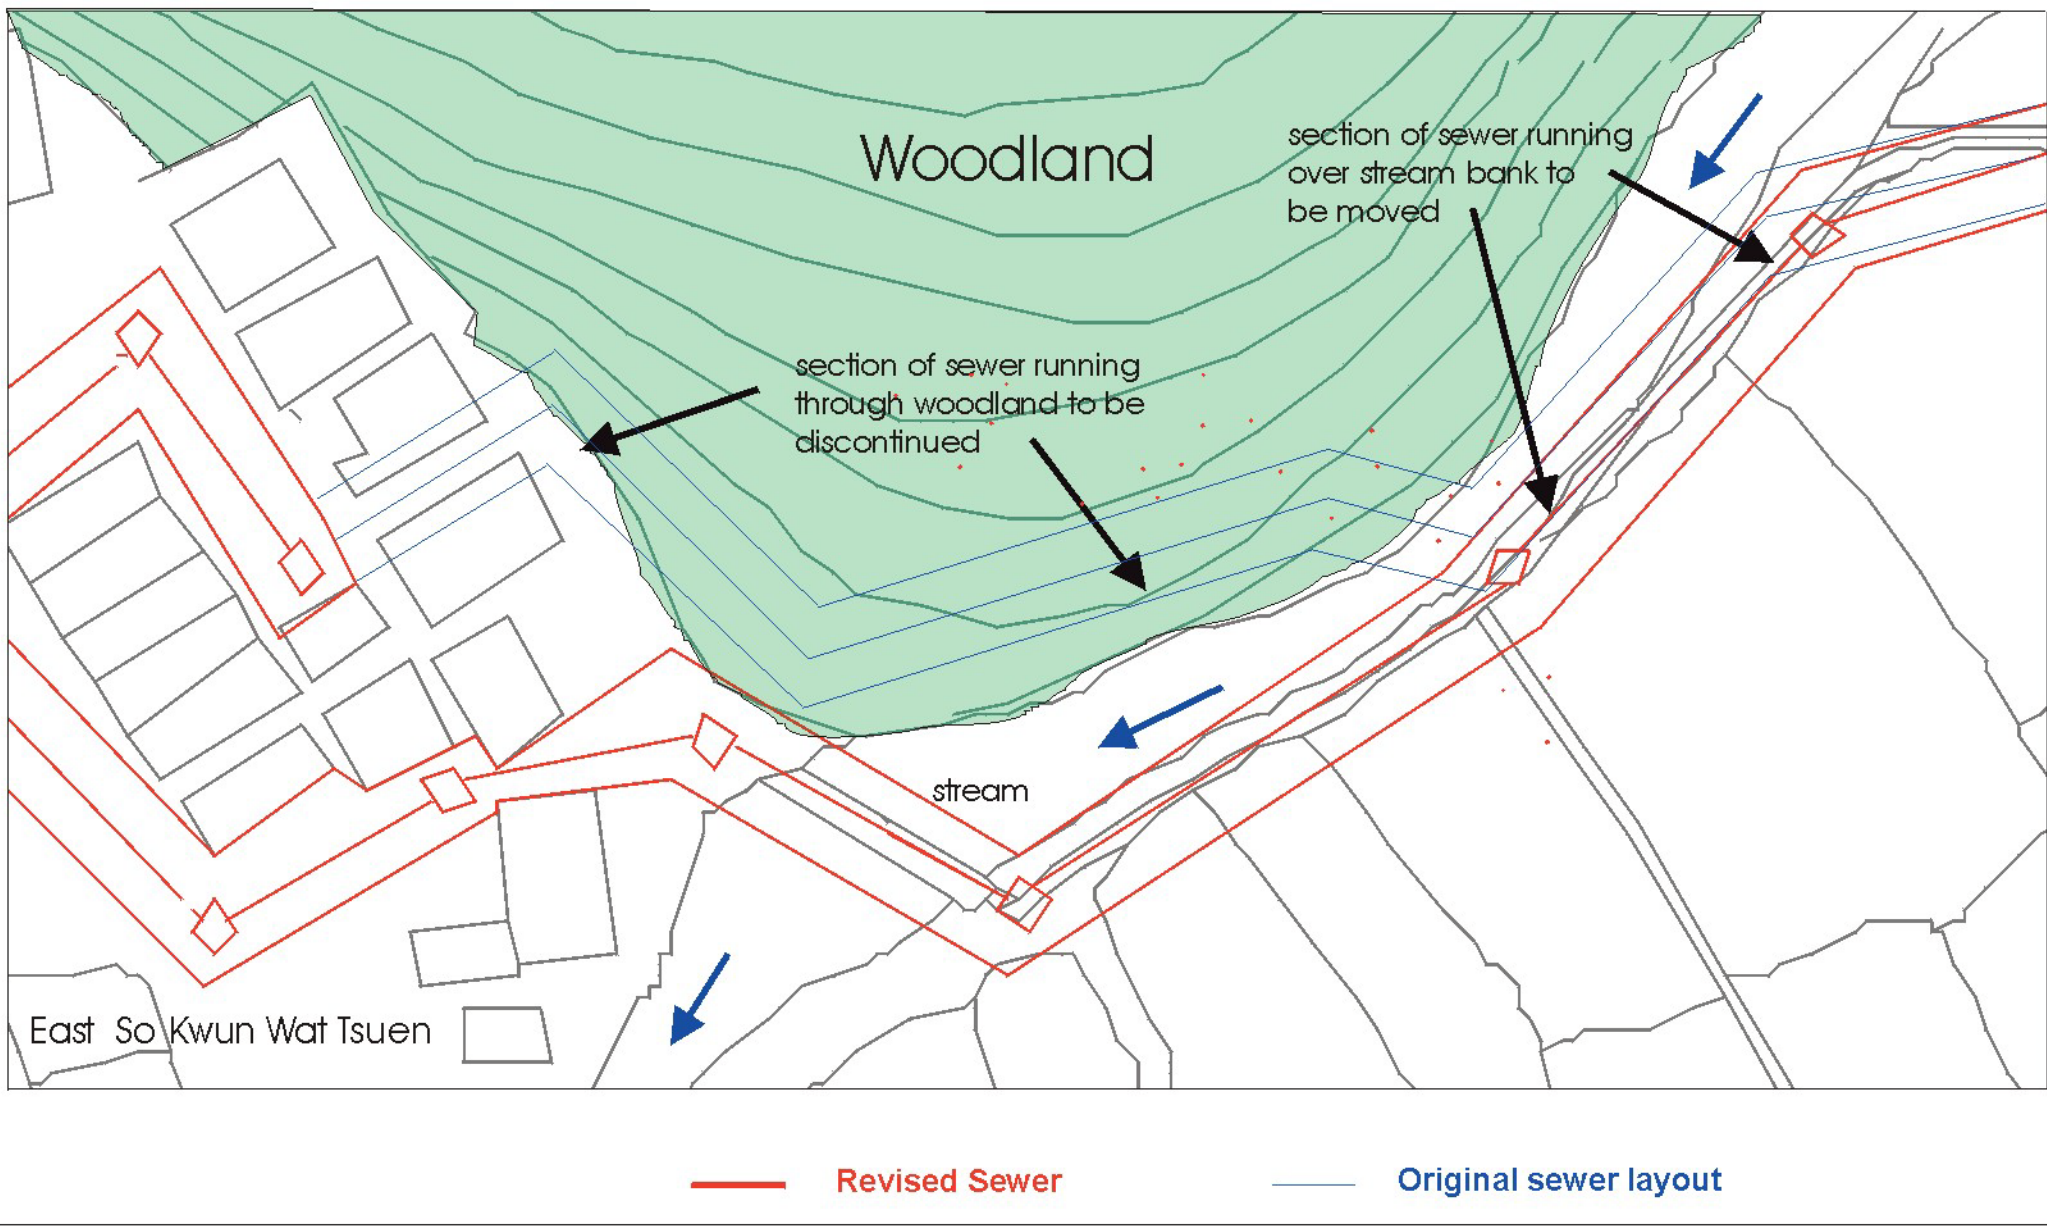 Woodland
section of sewer running
over stream bank to
be moved
section of sewer running
through woodland to be
discontinued
stream
East So Kwun Wat Tsuen
Revised Sewer
Original sewer layout